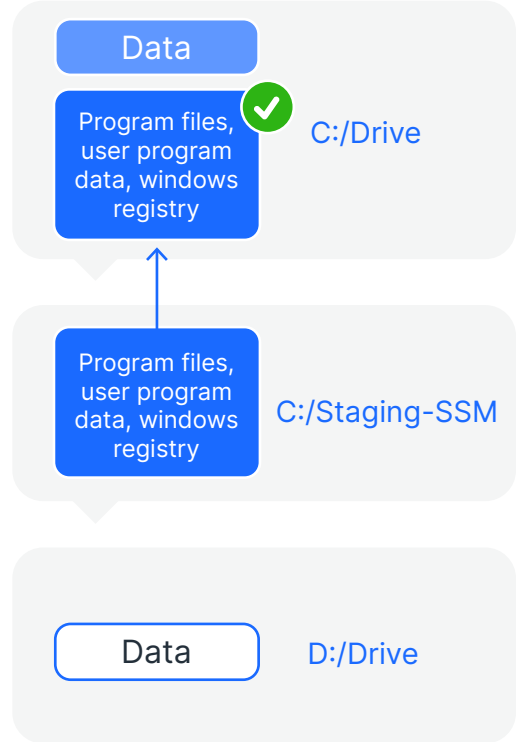 Data
Program files,
user program
data, windows
registry
C:/Drive
Program files,
user program
data, windows
registry
C:/Staging-SSM
Data
D:/Drive